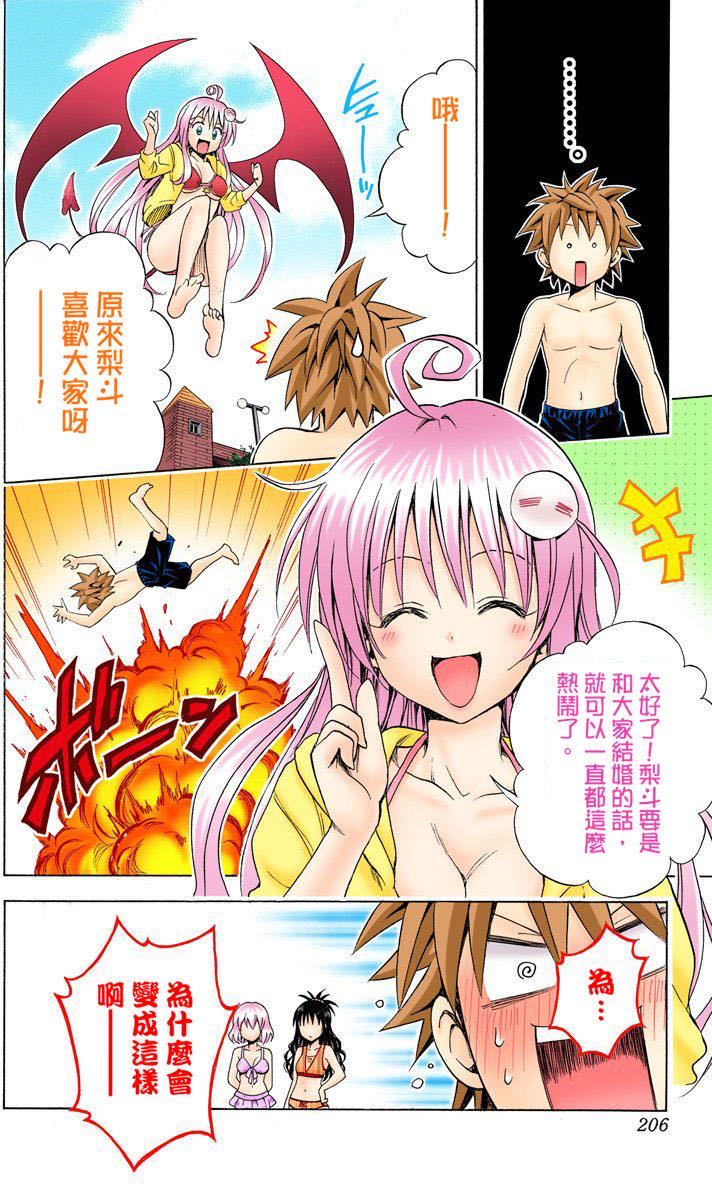 哦
——！
ヒューーッ
原來梨斗
喜歡大家呀
——！
太好了！梨斗要是
和大家結婚的話，
就可以一直都這麼
熱鬧了。
ボーン
為…
為什麼會
變成這樣
啊——
206